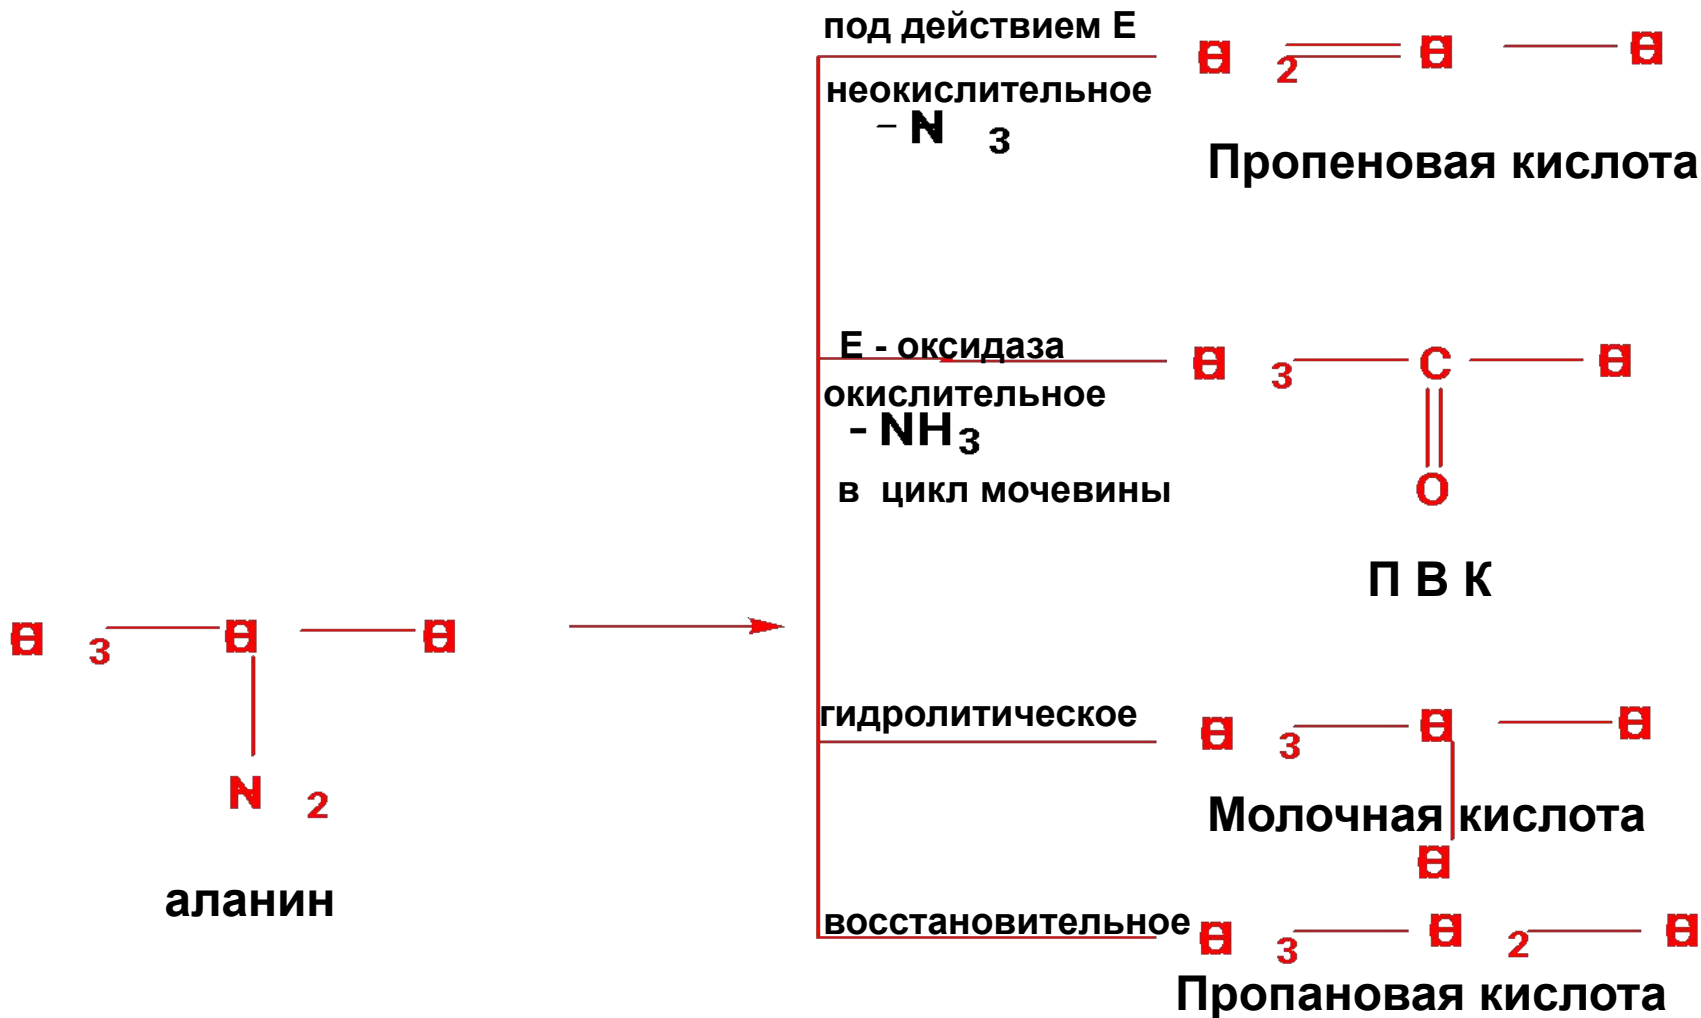 под действием Е
неокислительное
- N 3
2
Пропеновая кислота
Е - оксидаза
окислительное
- NH3
в цикл мочевины
3 C
O
П В К
3
N 2
аланин
гидролитическое
3
Молочная кислота
восстановительное
3 2
Пропановая кислота